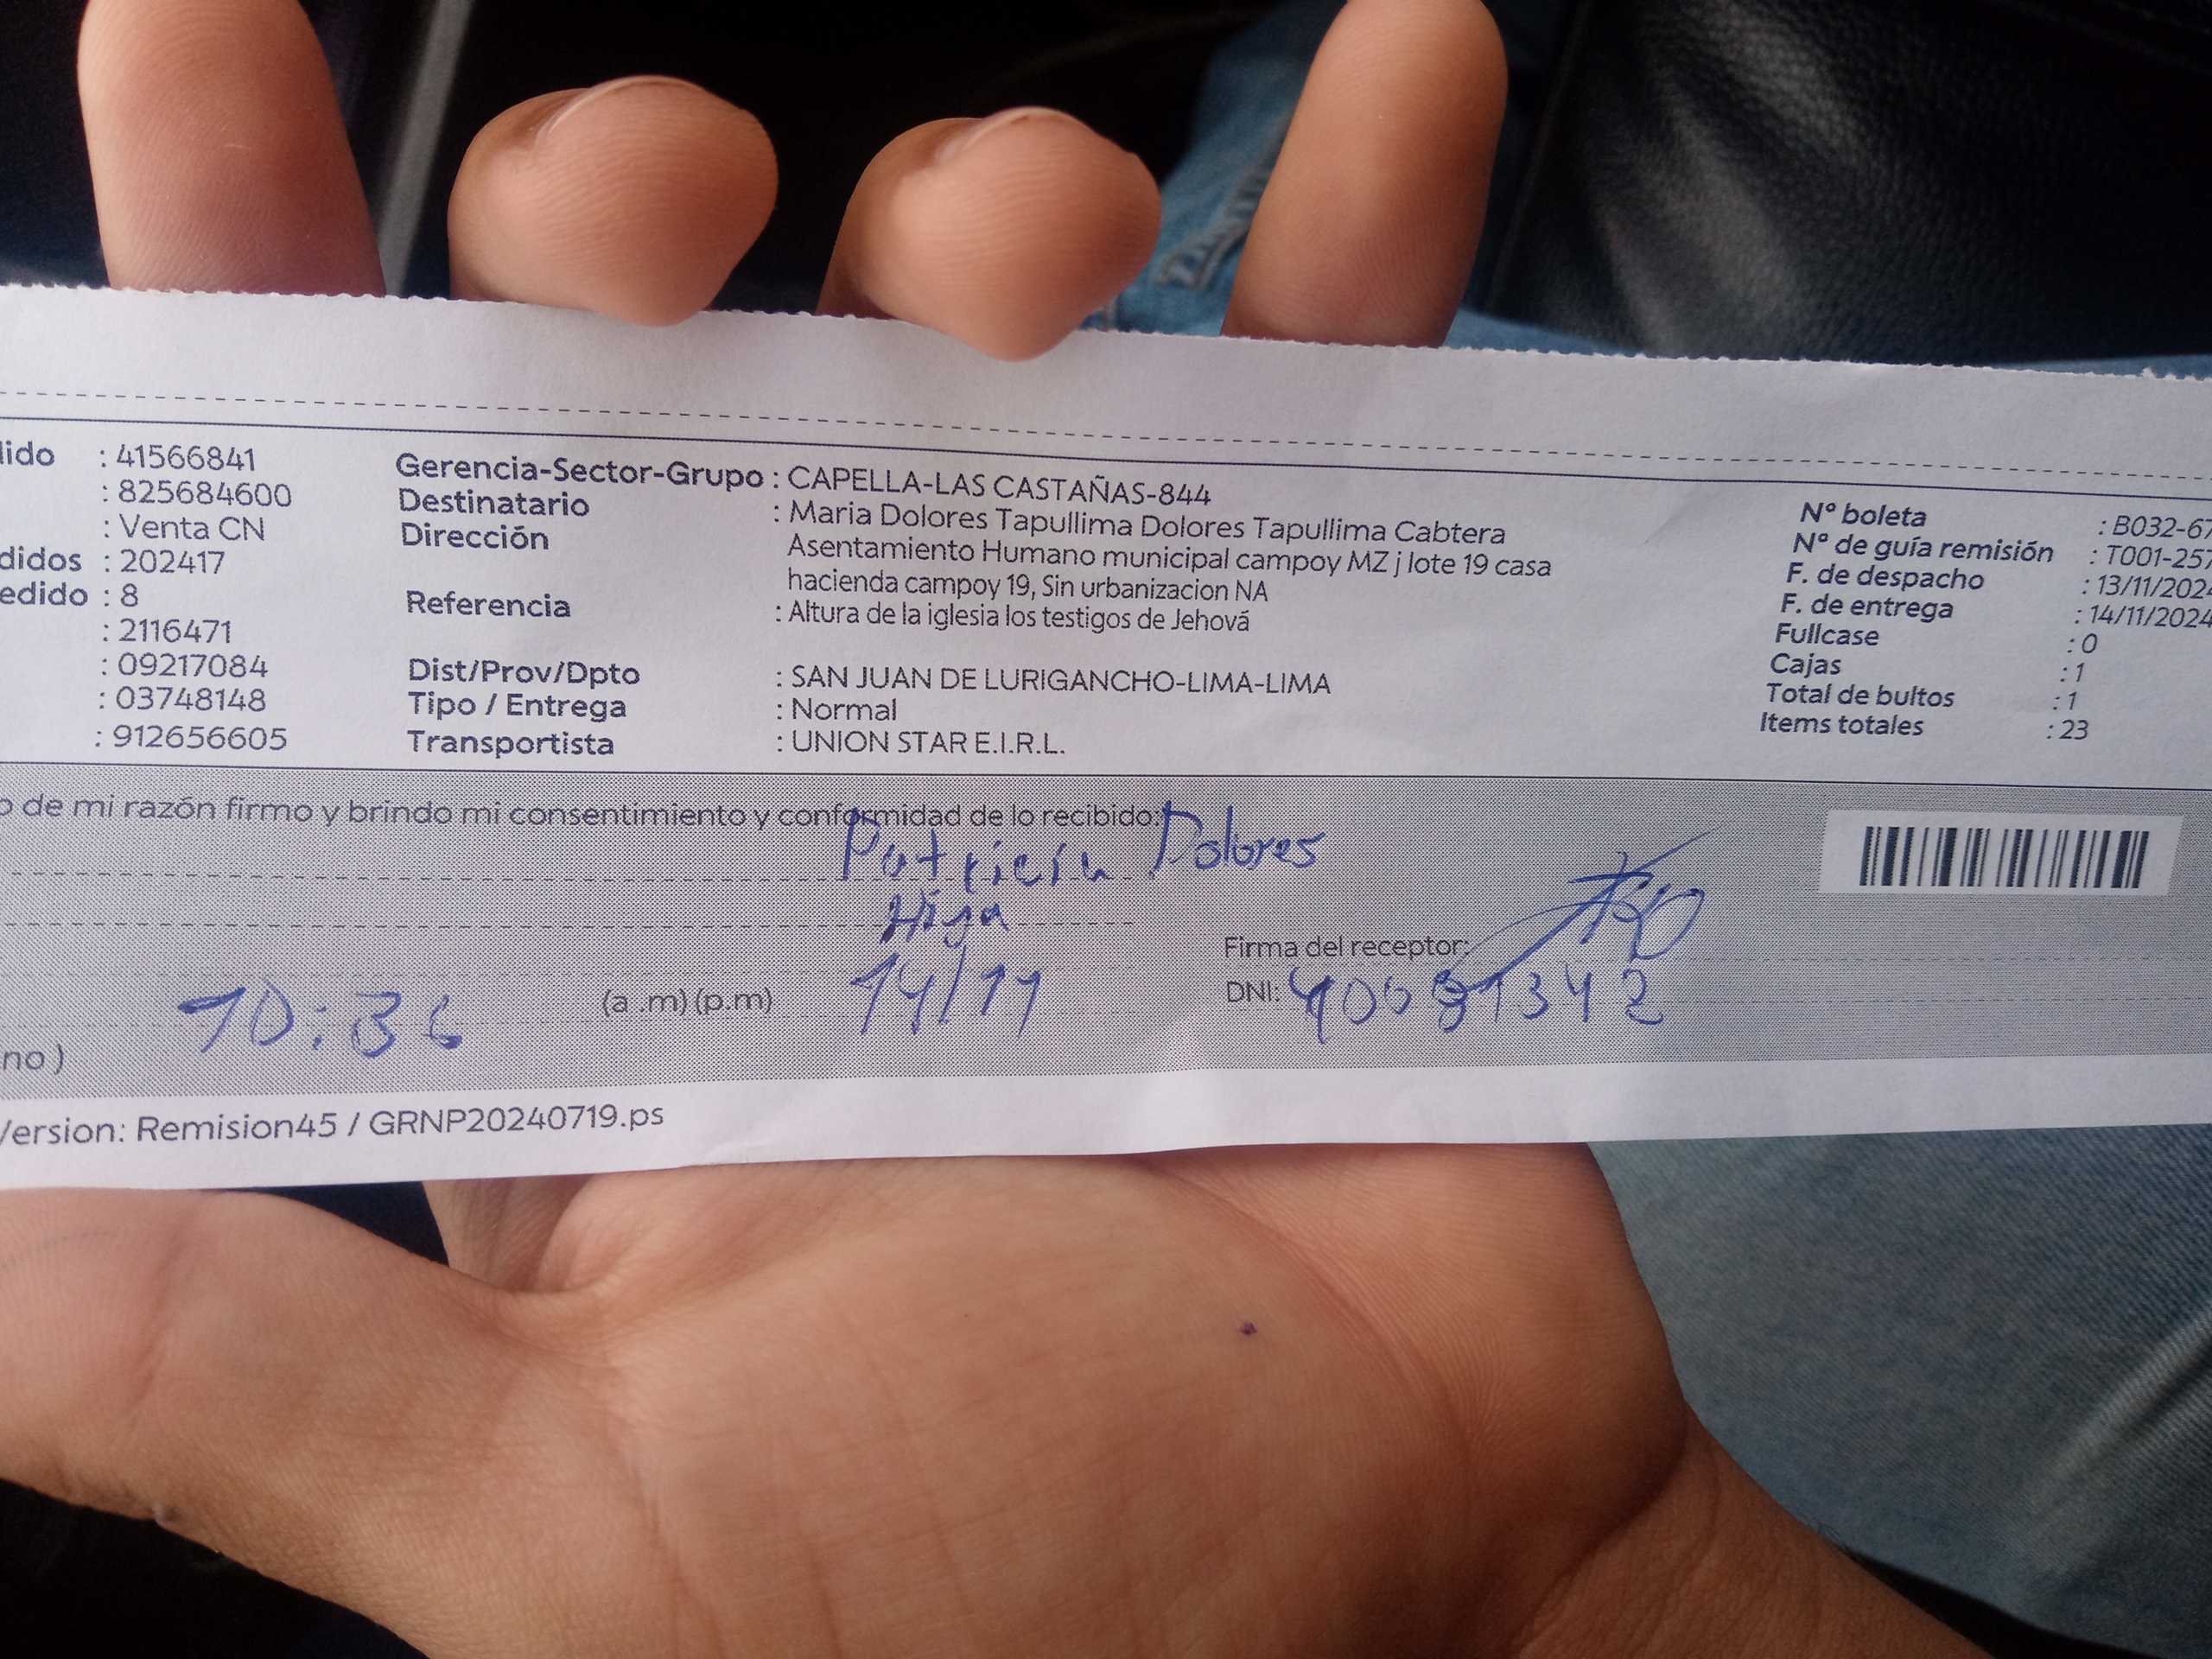 lido : 41566841
: 825684600
: Venta CN
didos : 202417
edido : 8
: 2116471
: 09217084
: 03748148
: 912656605
Gerencia-Sector-Grupo : CAPELLA-LAS CASTAÑAS-844
Destinatario : Maria Dolores Tapullima Dolores Tapullima Cabtera
Dirección Asentamiento Humano municipal campoy MZ j lote 19 casa
hacienda campoy 19, Sin urbanizacion NA
Referencia : Altura de la iglesia los testigos de Jehová
Dist/Prov/Dpto : SAN JUAN DE LURIGANCHO-LIMA-LIMA
Tipo / Entrega : Normal
Transportista : UNION STAR E.I.R.L.
N° boleta : B032-67
N° de guía remisión : T001-257
F. de despacho : 13/11/2024
F. de entrega : 14/11/2024
Fullcase : 0
Cajas : 1
Total de bultos : 1
Items totales : 23
o de mi razón firmo y brindo mi consentimiento y conformidad de lo recibido:
Patricia Dolores
Hija
Firma del receptor:
10:36 (a .m) (p.m) 14/11 DNI:
no )
Version: Remision45 / GRNP20240719.ps